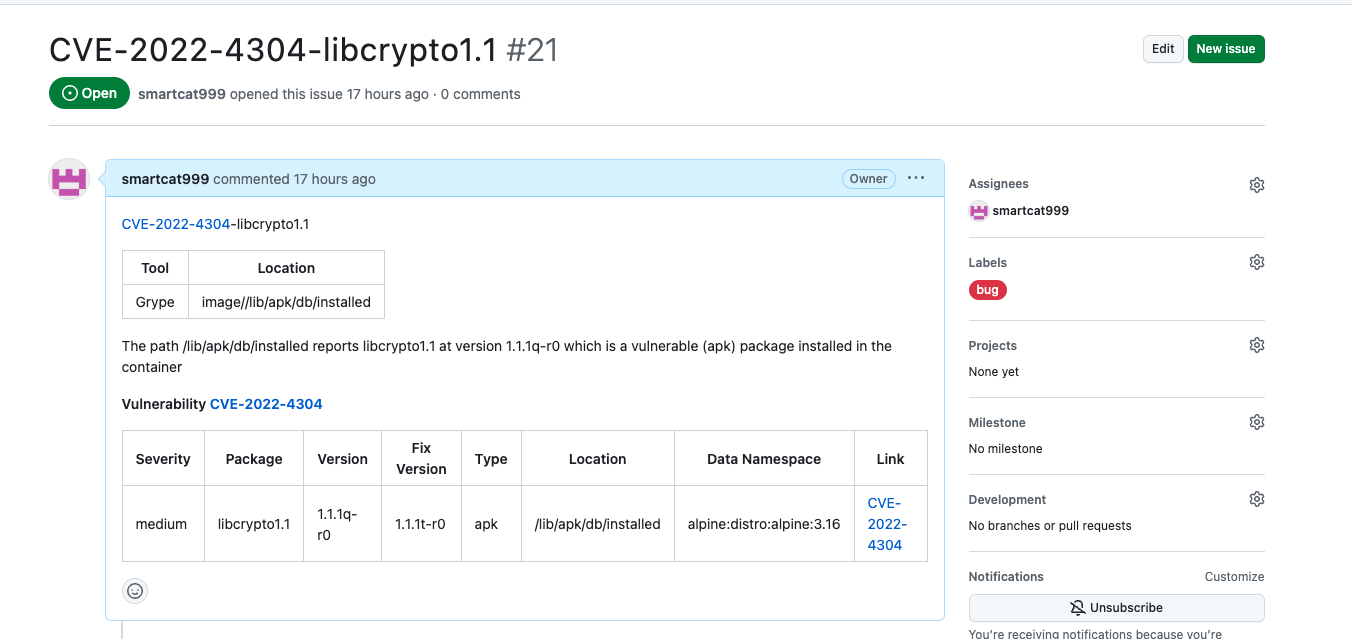 CVE-2022-4304-libcrypto1.1 #21
Edit
New issue
Open
smartcat999 opened this issue 17 hours ago · 0 comments
smartcat999 commented 17 hours ago
Owner
···
CVE-2022-4304-libcrypto1.1
Tool Location
Grype image//lib/apk/db/installed
The path /lib/apk/db/installed reports libcrypto1.1 at version 1.1.1q-r0 which is a vulnerable (apk) package installed in the
container
Vulnerability CVE-2022-4304
Severity Package Version Fix Version Type Location Data Namespace Link
medium libcrypto1.1 1.1.1q-r0 1.1.1t-r0 apk /lib/apk/db/installed alpine:distro:alpine:3.16 CVE-2022-4304
Assignees
smartcat999
Labels
bug
Projects
None yet
Milestone
No milestone
Development
No branches or pull requests
Notifications
Customize
Unsubscribe
You're receiving notifications because you're